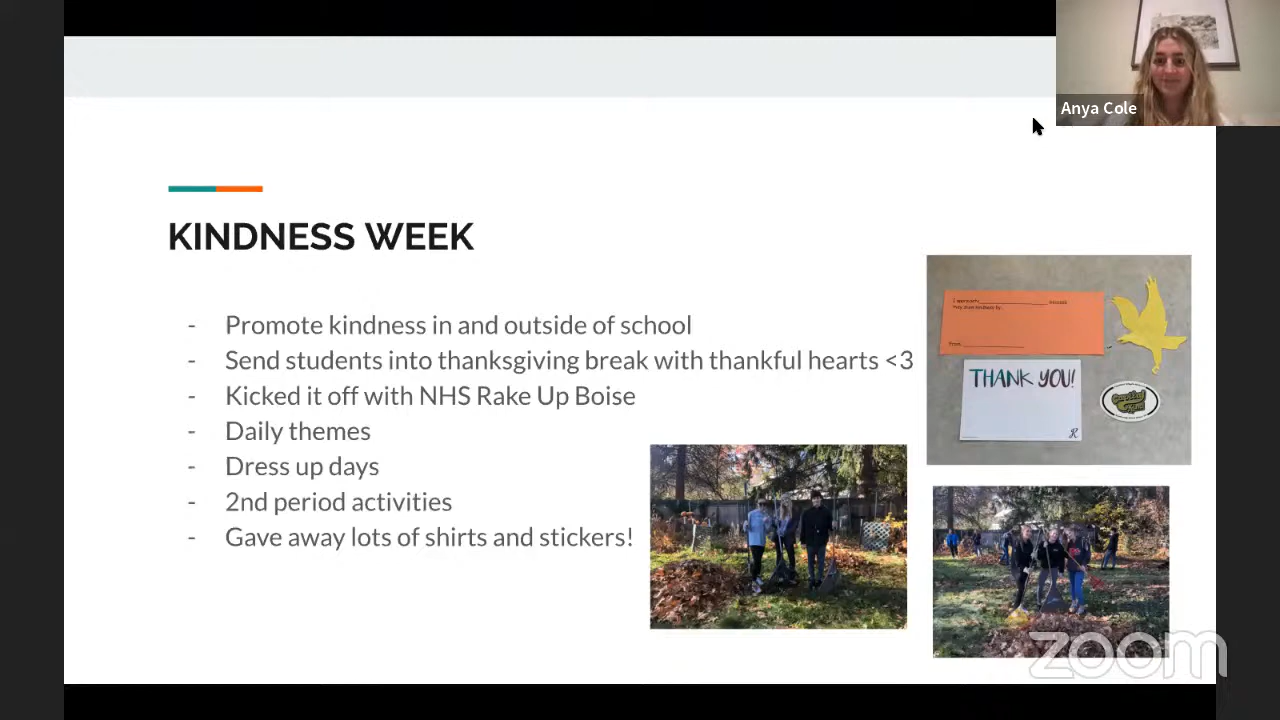 Anya Cole
KINDNESS WEEK
- Promote kindness in and outside of school
- Send students into thanksgiving break with thankful hearts <3
- Kicked it off with NHS Rake Up Boise
- Daily themes
- Dress up days
- 2nd period activities
- Gave away lots of shirts and stickers!
THANK YOU!
R
zoom